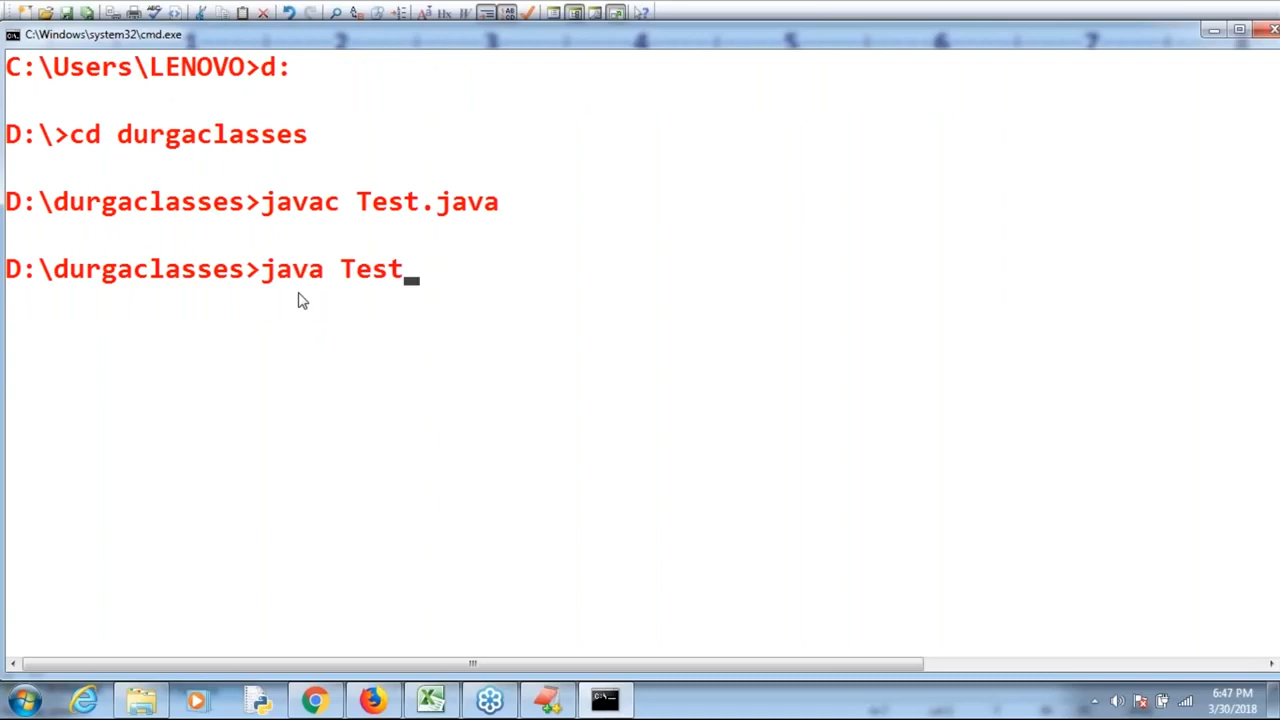 C:\Windows\system32\cmd.exe
C:\Users\LENOVO>d:
D:\>cd durgaclasses
D:\durgaclasses>javac Test.java
D:\durgaclasses>java Test
6:47 PM
3/30/2018